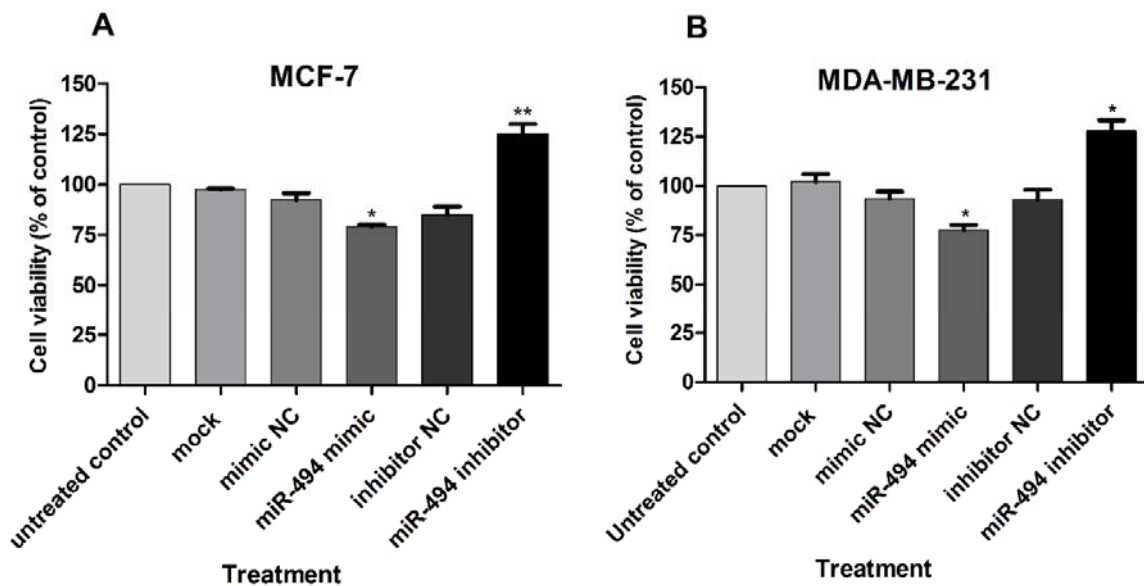 A
MCF-7
Cell viability (% of control)
150
125
100
75
50
25
0
*
**
untreated control
mock
mimic NC
miR-494 mimic
inhibitor NC
miR-494 inhibitor
Treatment
B
MDA-MB-231
Cell viability (% of control)
150
125
100
75
50
25
0
*
*
Untreated control
mock
mimic NC
miR-494 mimic
inhibitor NC
miR-494 inhibitor
Treatment